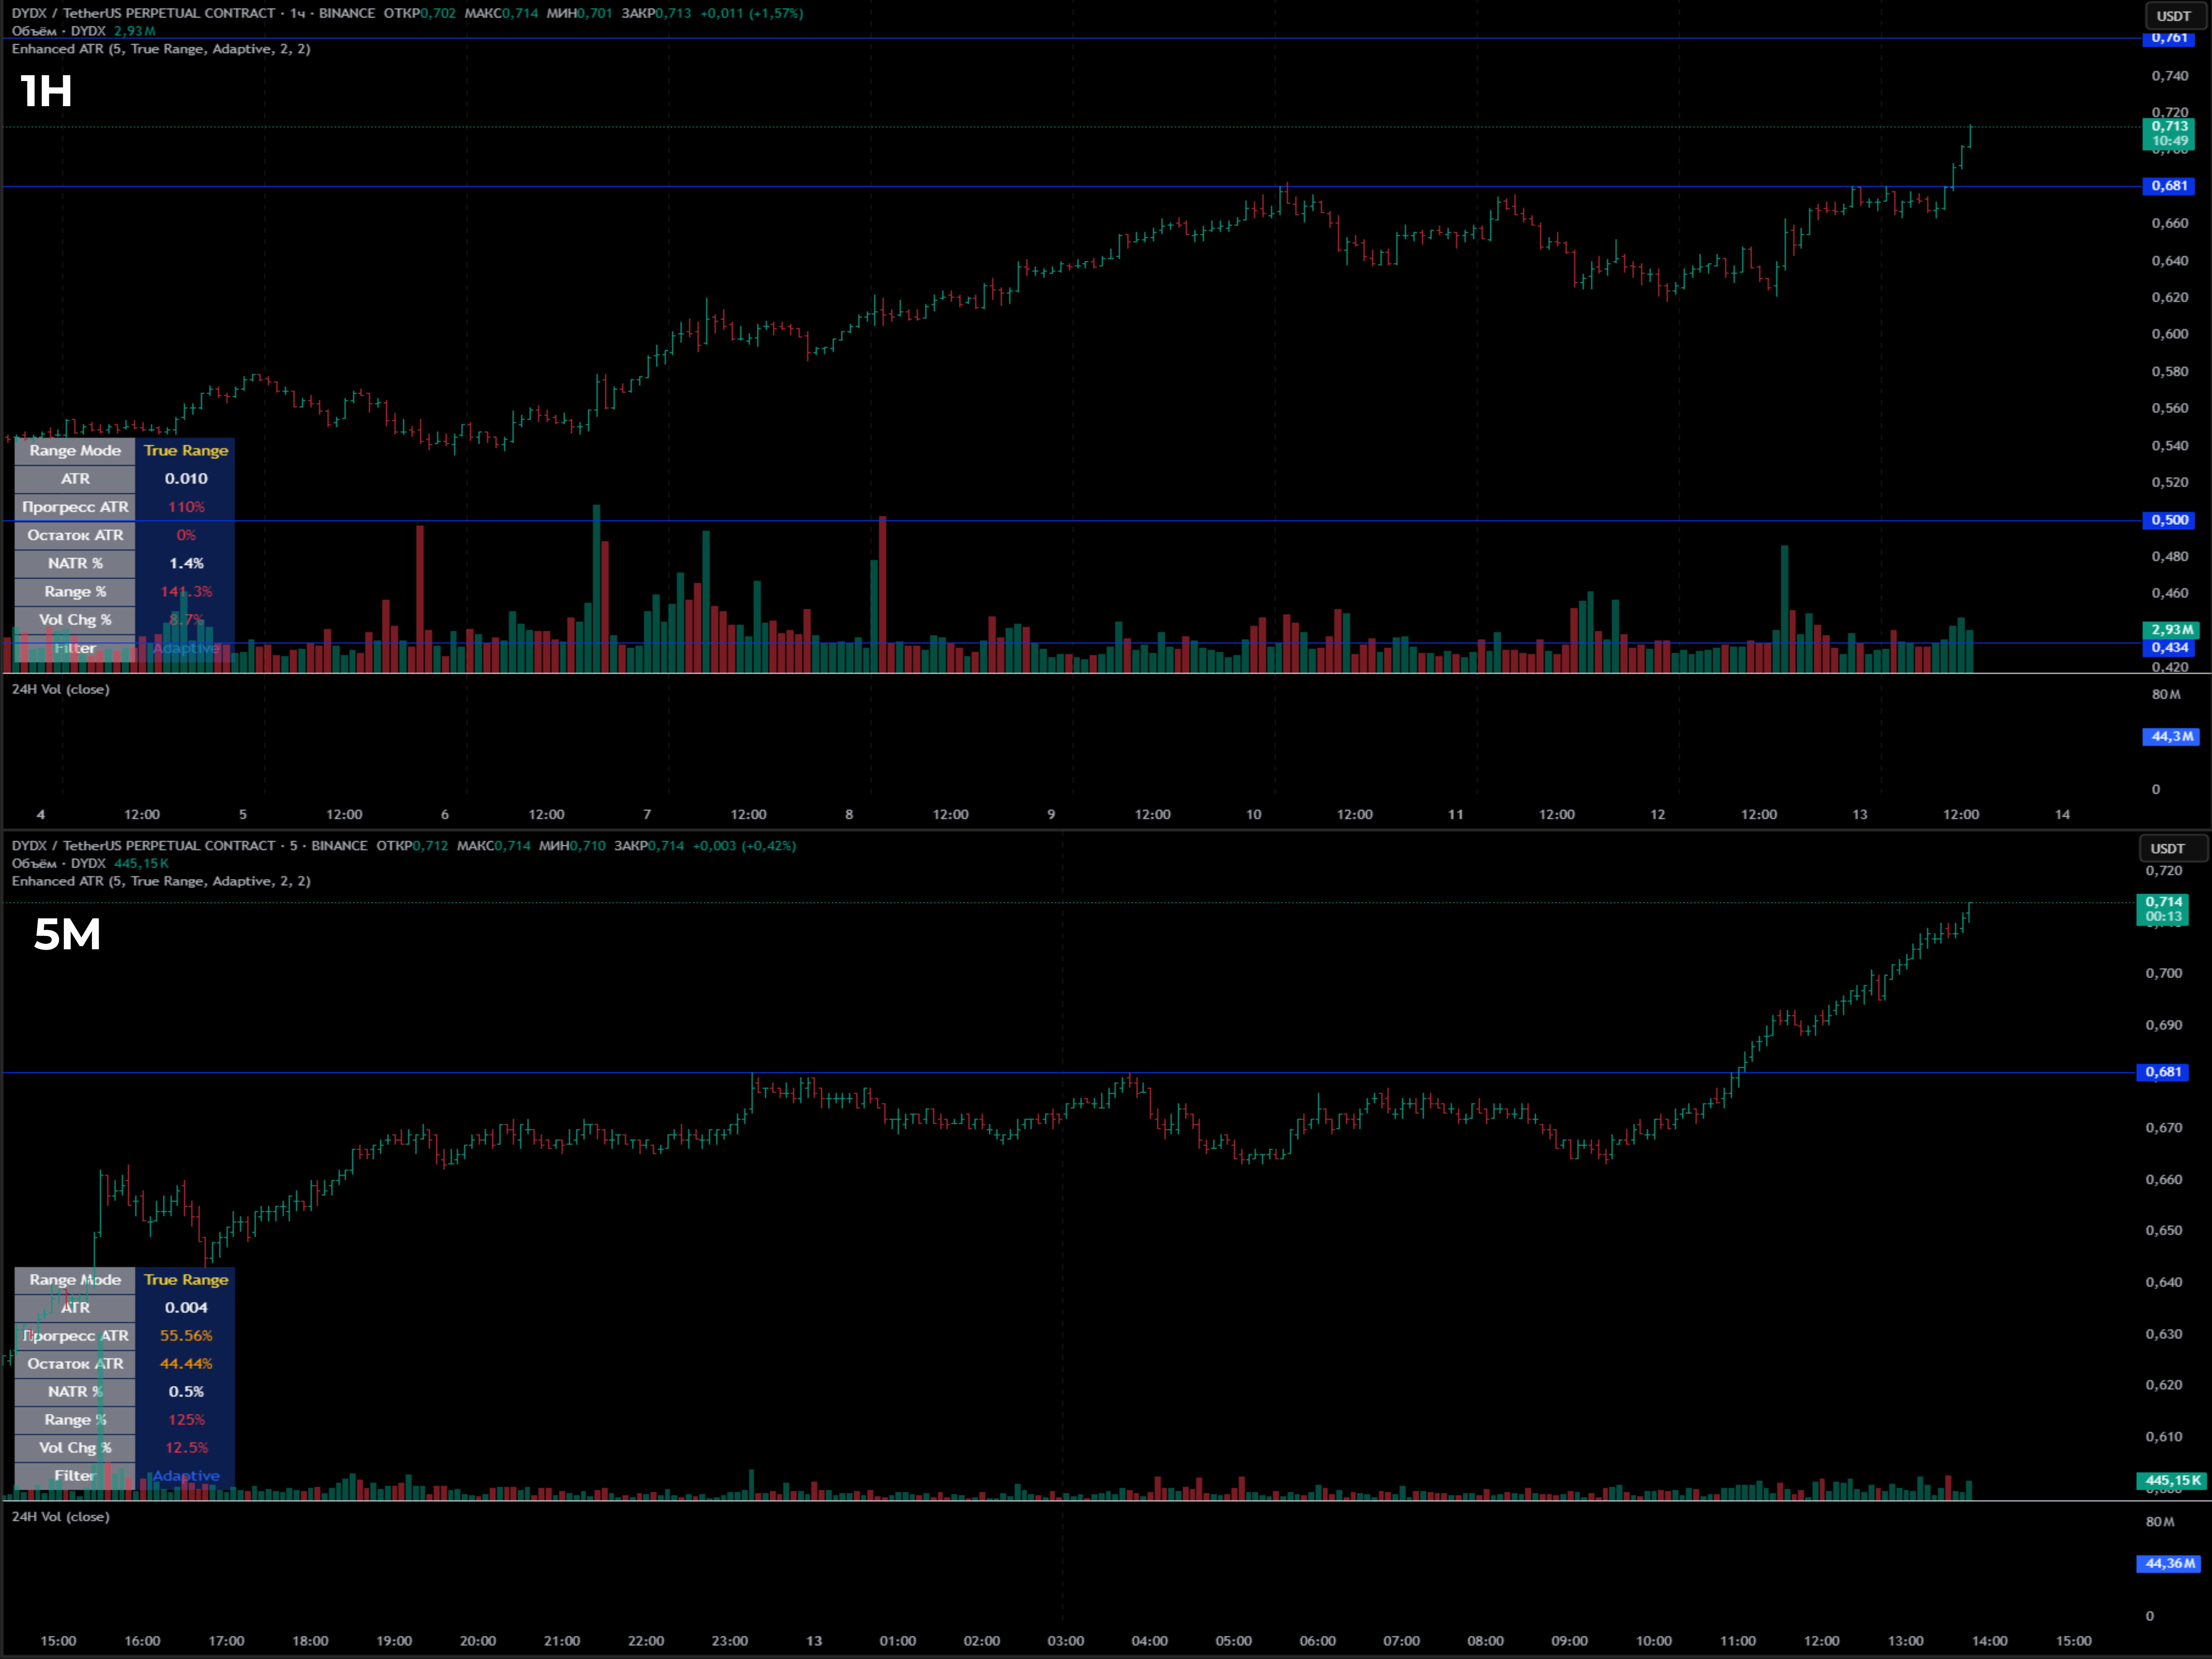 DYDX / TetherUS PERPETUAL CONTRACT · 1ч · BINANCE ОТКР0,702 МАКС0,714 МИН0,701 ЗАКР0,713 +0,011 (+1,57%)
Объём · DYDX 2,93 M
Enhanced ATR (5, True Range, Adaptive, 2, 2)
1H
USDT
0,761
0,740
0,720
0,713
10:49
0,681
0,660
0,640
0,620
0,600
0,580
0,560
0,540
0,520
0,500
0,480
0,460
2,93 M
0,434
0,420
Range Mode True Range
ATR 0.010
Прогресс ATR 110%
Остаток ATR 0%
NATR % 1.4%
Range % 141.3%
Vol Chg % 8.7%
Filter Adaptive
24H Vol (close)
80 M
44,3 M
0
4 12:00 5 12:00 6 12:00 7 12:00 8 12:00 9 12:00 10 12:00 11 12:00 12 12:00 13 12:00 14
DYDX / TetherUS PERPETUAL CONTRACT · 5 · BINANCE ОТКР0,712 МАКС0,714 МИН0,710 ЗАКР0,714 +0,003 (+0,42%)
Объём · DYDX 445,15 K
Enhanced ATR (5, True Range, Adaptive, 2, 2)
5M
USDT
0,720
0,714
00:13
0,700
0,690
0,681
0,670
0,660
0,650
0,640
0,630
0,620
0,610
445,15 K
Range Mode True Range
ATR 0.004
Прогресс ATR 55.56%
Остаток ATR 44.44%
NATR % 0.5%
Range % 125%
Vol Chg % 12.5%
Filter Adaptive
24H Vol (close)
80 M
44,36 M
0
15:00 16:00 17:00 18:00 19:00 20:00 21:00 22:00 23:00 13 01:00 02:00 03:00 04:00 05:00 06:00 07:00 08:00 09:00 10:00 11:00 12:00 13:00 14:00 15:00